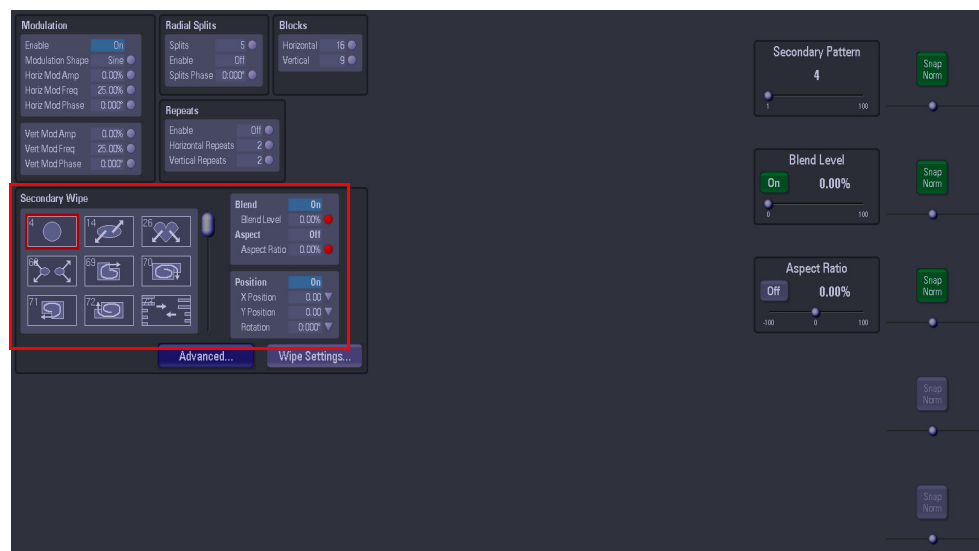 Modulation
Enable On
Modulation Shape Sine
Horiz Mod Amp 0.00%
Horiz Mod Freq 25.00%
Horiz Mod Phase 0.000°
Vert Mod Amp 0.00%
Vert Mod Freq 25.00%
Vert Mod Phase 0.000°
Radial Splits
Splits 5
Enable Off
Splits Phase 0.000°
Blocks
Horizontal 16
Vertical 9
Repeats
Enable Off
Horizontal Repeats 2
Vertical Repeats 2
Secondary Wipe
4 14 26
68 69 70
71 72
Blend On
Blend Level 0.00%
Aspect Off
Aspect Ratio 0.00%
Position On
X Position 0.00
Y Position 0.00
Rotation 0.000°
Advanced...
Wipe Settings...
Secondary Pattern
4
1 100
Snap
Norm
Blend Level
On 0.00%
0 100
Snap
Norm
Aspect Ratio
Off 0.00%
-100 0 100
Snap
Norm
Snap
Norm
Snap
Norm